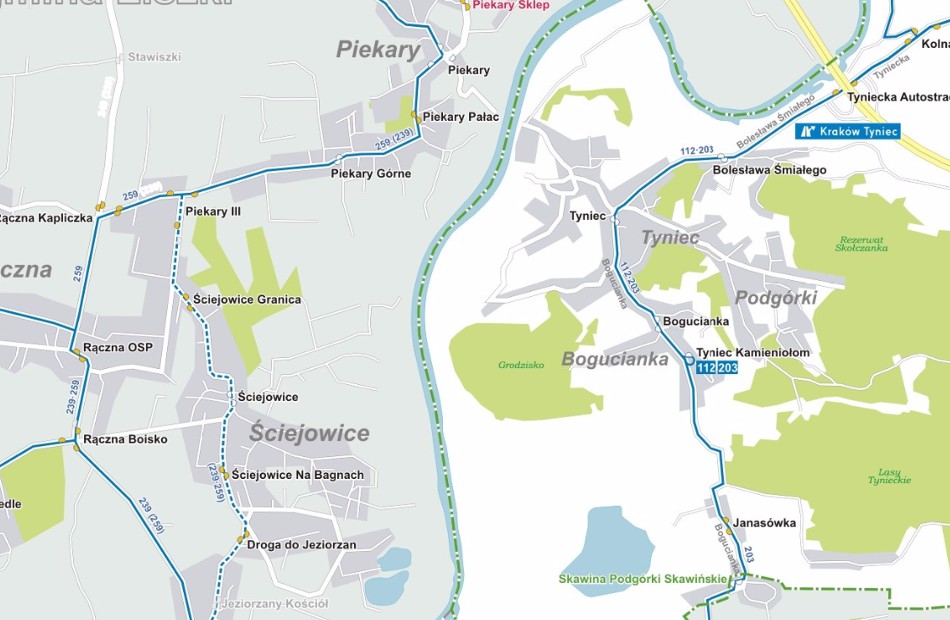 Piekary Sklep
Piekary
Piekary
Stawiszki
Kolna
Tyniecka
Tyniecka Autostrad
Kraków Tyniec
Bolesława Śmiałego
Piekary Pałac
259 (239)
112·203
Piekary Górne
Bolesława Śmiałego
259
Rączna Kapliczka
Piekary III
Tyniec
Tyniec
Rezerwat
Skołczanka
czna
259
112·203
Bogucianka
Ściejowice Granica
Podgórki
Bogucianka
Rączna OSP
Tyniec Kamieniołom
Bogucianka
112 203
Grodzisko
239·259
Ściejowice
Rączna Boisko
Ściejowice
(239·259)
Ściejowice Na Bagnach
Lasy
Tynieckie
edle
239 (259)
Janasówka
Droga do Jeziorzan
Bogucianka
203
Skawina Podgórki Skawińskie
Jeziorzany Kościół